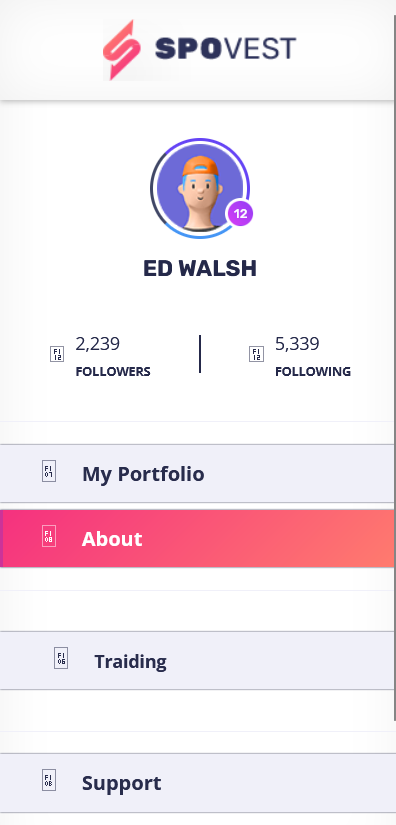 SPOVEST
12
ED WALSH
2,239
FOLLOWERS
5,339
FOLLOWING
My Portfolio
About
Traiding
Support